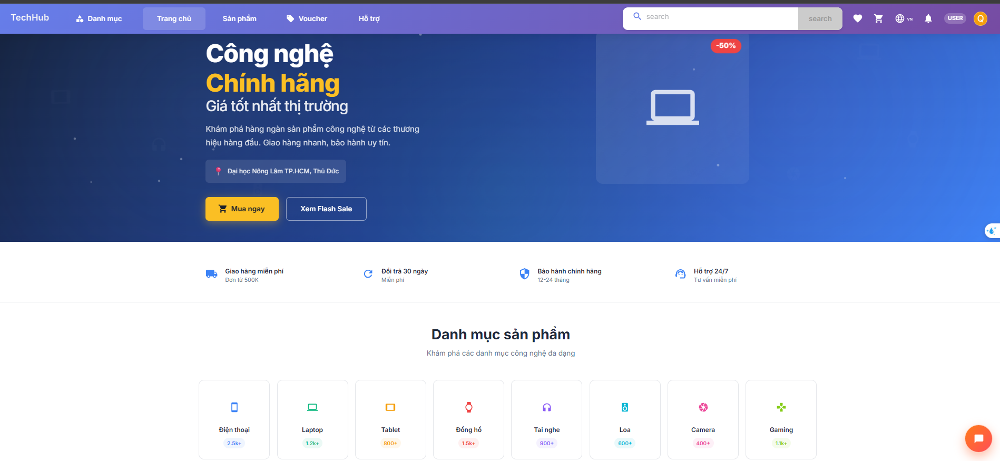 TechHub
Danh mục
Trang chủ
Sản phẩm
Voucher
Hỗ trợ
search
search
VN
USER
Q
Công nghệ
Chính hãng
Giá tốt nhất thị trường
Khám phá hàng ngàn sản phẩm công nghệ từ các thương
hiệu hàng đầu. Giao hàng nhanh, bảo hành uy tín.
Đại học Nông Lâm TP.HCM, Thủ Đức
Mua ngay
Xem Flash Sale
-50%
Giao hàng miễn phí
Đơn từ 500K
Đổi trả 30 ngày
Miễn phí
Bảo hành chính hãng
12-24 tháng
Hỗ trợ 24/7
Tư vấn miễn phí
Danh mục sản phẩm
Khám phá các danh mục công nghệ đa dạng
Điện thoại
2.5k+
Laptop
1.2k+
Tablet
800+
Đồng hồ
1.5k+
Tai nghe
900+
Loa
600+
Camera
400+
Gaming
1.1k+